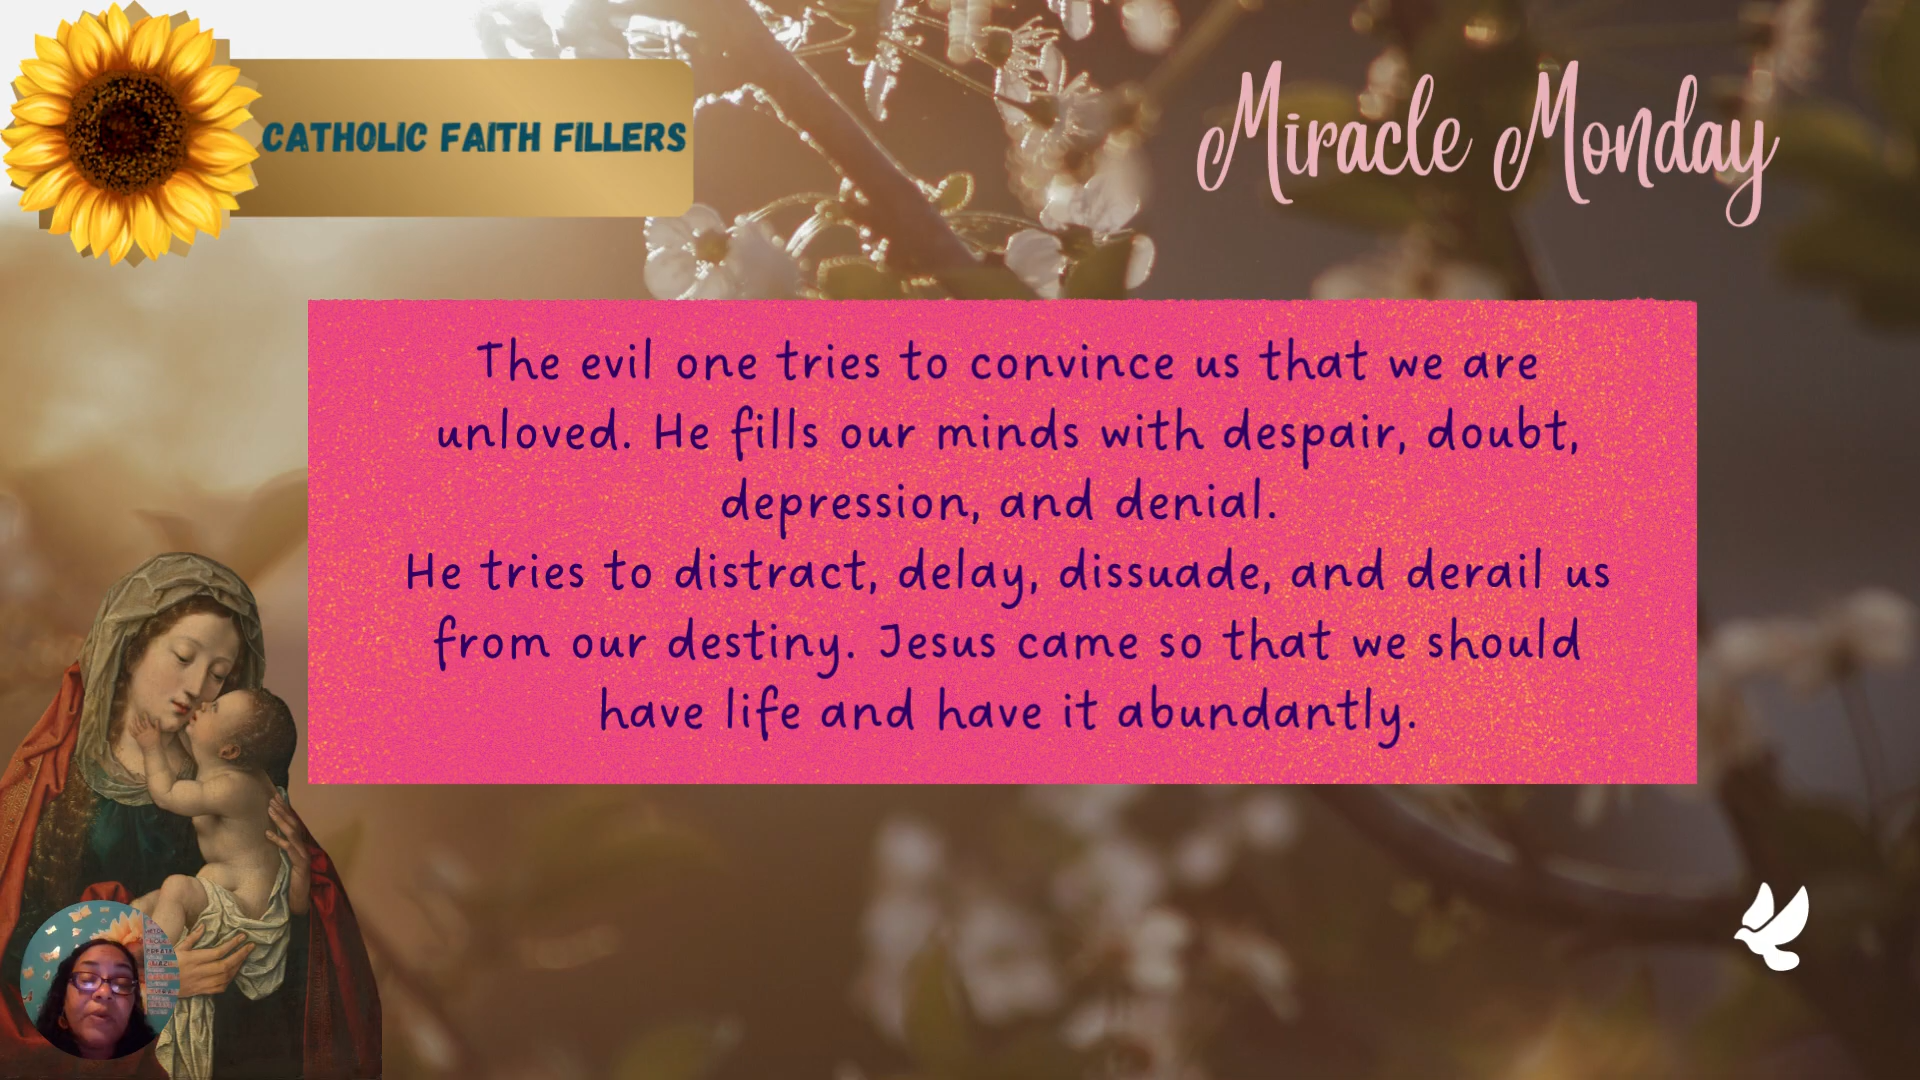 CATHOLIC FAITH FILLERS
Miracle Monday
The evil one tries to convince us that we are
unloved. He fills our minds with despair, doubt,
depression, and denial.
He tries to distract, delay, dissuade, and derail us
from our destiny. Jesus came so that we should
have life and have it abundantly.